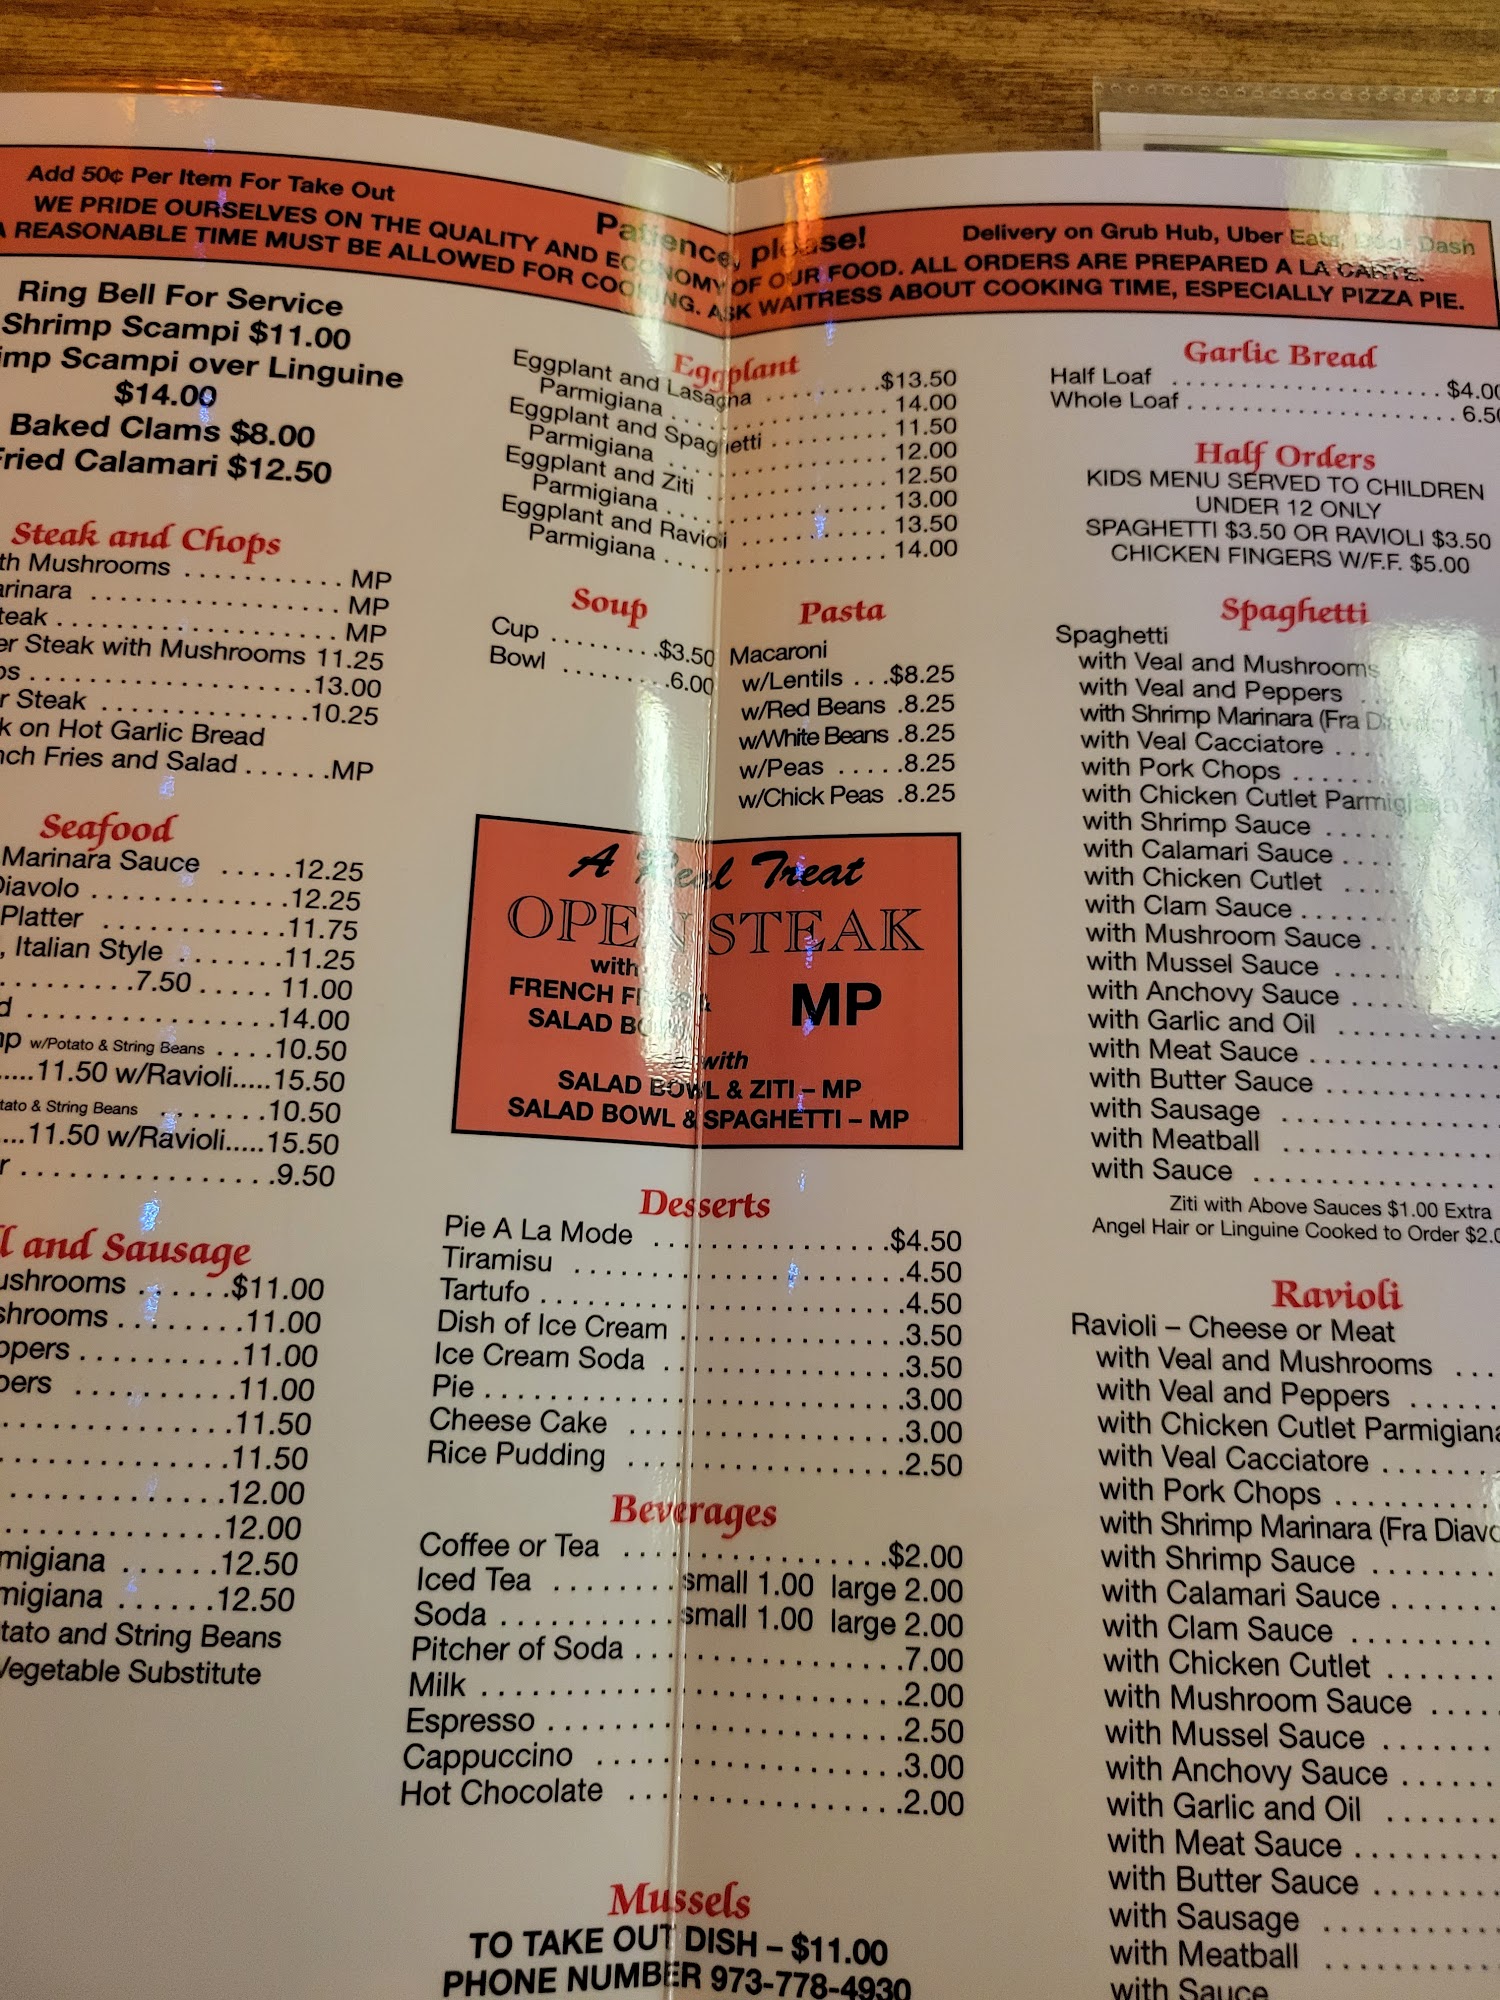 Add 50¢ Per Item For Take Out
Patience, please!
Delivery on Grub Hub, Uber Eats, Door Dash
WE PRIDE OURSELVES ON THE QUALITY AND ECONOMY OF OUR FOOD. ALL ORDERS ARE PREPARED A LA CARTE.
A REASONABLE TIME MUST BE ALLOWED FOR COOKING. ASK WAITRESS ABOUT COOKING TIME, ESPECIALLY PIZZA PIE.
Ring Bell For Service
Shrimp Scampi $11.00
imp Scampi over Linguine
$14.00
Baked Clams $8.00
ried Calamari $12.50
Steak and Chops
th Mushrooms ........... MP
arinara ................. MP
teak ................... MP
er Steak with Mushrooms 11.25
ps ...................13.00
r Steak .............10.25
k on Hot Garlic Bread
nch Fries and Salad ......MP
Seafood
Marinara Sauce .....12.25
Diavolo .............12.25
Platter ............11.75
, Italian Style .......11.25
.........7.50 ..... 11.00
d ..................14.00
mp w/Potato & String Beans ....10.50
.....11.50 w/Ravioli.....15.50
tato & String Beans .......10.50
....11.50 w/Ravioli.....15.50
r ................9.50
l and Sausage
ushrooms ......$11.00
shrooms ........11.00
ppers ..........11.00
pers ..........11.00
..............11.50
..............11.50
..............12.00
..............12.00
migiana ......12.50
migiana ......12.50
tato and String Beans
Vegetable Substitute
Eggplant
Eggplant and Lasagna ........$13.50
Parmigiana .............. 14.00
Eggplant and Spaghetti ......... 11.50
Parmigiana .............. 12.00
Eggplant and Ziti ............ 12.50
Parmigiana .............. 13.00
Eggplant and Ravioli .......... 13.50
Parmigiana .............. 14.00
Soup
Cup ........$3.50
Bowl ........6.00
Pasta
Macaroni
w/Lentils ...$8.25
w/Red Beans .8.25
w/White Beans .8.25
w/Peas .....8.25
w/Chick Peas .8.25
A Real Treat
OPEN STEAK
with
FRENCH FRIES &
SALAD BOWL
MP
with
SALAD BOWL & ZITI – MP
SALAD BOWL & SPAGHETTI – MP
Desserts
Pie A La Mode ................$4.50
Tiramisu ......................4.50
Tartufo ........................4.50
Dish of Ice Cream ...............3.50
Ice Cream Soda ................3.50
Pie ............................3.00
Cheese Cake ..................3.00
Rice Pudding ..................2.50
Beverages
Coffee or Tea .................$2.00
Iced Tea ........small 1.00 large 2.00
Soda ...........small 1.00 large 2.00
Pitcher of Soda .................7.00
Milk ...........................2.00
Espresso .......................2.50
Cappuccino ....................3.00
Hot Chocolate ..................2.00
Mussels
TO TAKE OUT DISH – $11.00
PHONE NUMBER 973-778-4930
Garlic Bread
Half Loaf .................... $4.00
Whole Loaf .................... 6.50
Half Orders
KIDS MENU SERVED TO CHILDREN
UNDER 12 ONLY
SPAGHETTI $3.50 OR RAVIOLI $3.50
CHICKEN FINGERS W/F.F. $5.00
Spaghetti
Spaghetti
with Veal and Mushrooms
with Veal and Peppers
with Shrimp Marinara (Fra Diavolo)
with Veal Cacciatore ....
with Pork Chops .......
with Chicken Cutlet Parmigiana
with Shrimp Sauce ....
with Calamari Sauce ....
with Chicken Cutlet ....
with Clam Sauce .......
with Mushroom Sauce ..
with Mussel Sauce ......
with Anchovy Sauce ....
with Garlic and Oil .......
with Meat Sauce .........
with Butter Sauce ........
with Sausage ...........
with Meatball ...........
with Sauce .............
Ziti with Above Sauces $1.00 Extra
Angel Hair or Linguine Cooked to Order $2.0
Ravioli
Ravioli – Cheese or Meat
with Veal and Mushrooms ...
with Veal and Peppers ......
with Chicken Cutlet Parmigiana
with Veal Cacciatore .......
with Pork Chops ..........
with Shrimp Marinara (Fra Diavo
with Shrimp Sauce ........
with Calamari Sauce .......
with Clam Sauce .........
with Chicken Cutlet .......
with Mushroom Sauce ....
with Mussel Sauce .......
with Anchovy Sauce ......
with Garlic and Oil .......
with Meat Sauce .........
with Butter Sauce ........
with Sausage ...........
with Meatball ...........
with Sauce